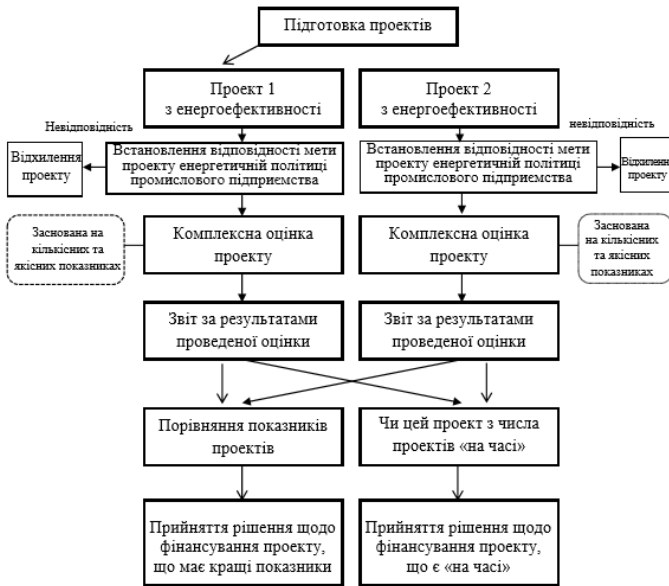 Підготовка проектів
Проект 1
з енергоефективності
Проект 2
з енергоефективності
Невідповідність
невідповідність
Відхилення
проекту
Встановлення відповідності мети
проекту енергетичній політиці
промислового підприємства
Встановлення відповідності мети
проекту енергетичній політиці
промислового підприємства
Відхилення
проекту
Заснована на
кількісних та
якісних показниках
Комплексна оцінка
проекту
Комплексна оцінка
проекту
Заснована
на кількісних
та якісних
показниках
Звіт за результатами
проведеної оцінки
Звіт за результатами
проведеної оцінки
Порівняння показників
проектів
Чи цей проект з числа
проектів «на часі»
Прийняття рішення щодо
фінансування проекту,
що має кращі показники
Прийняття рішення щодо
фінансування проекту,
що є «на часі»